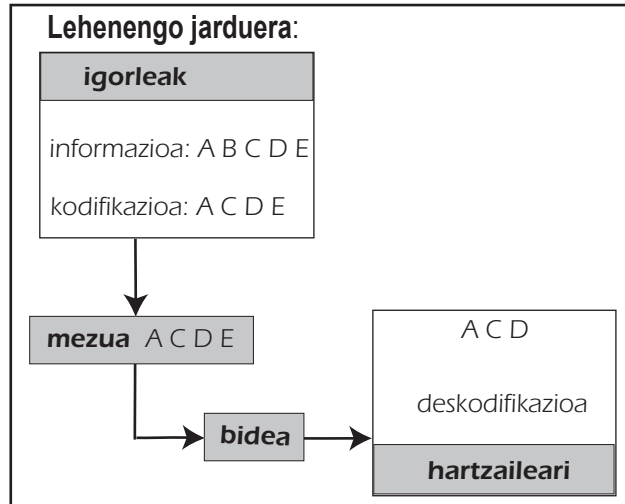 Lehenengo jarduera:
igorleak
informazioa: A B C D E
kodifikazioa: A C D E
mezua A C D E
bidea
A C D
deskodifikazioa
hartzaileari